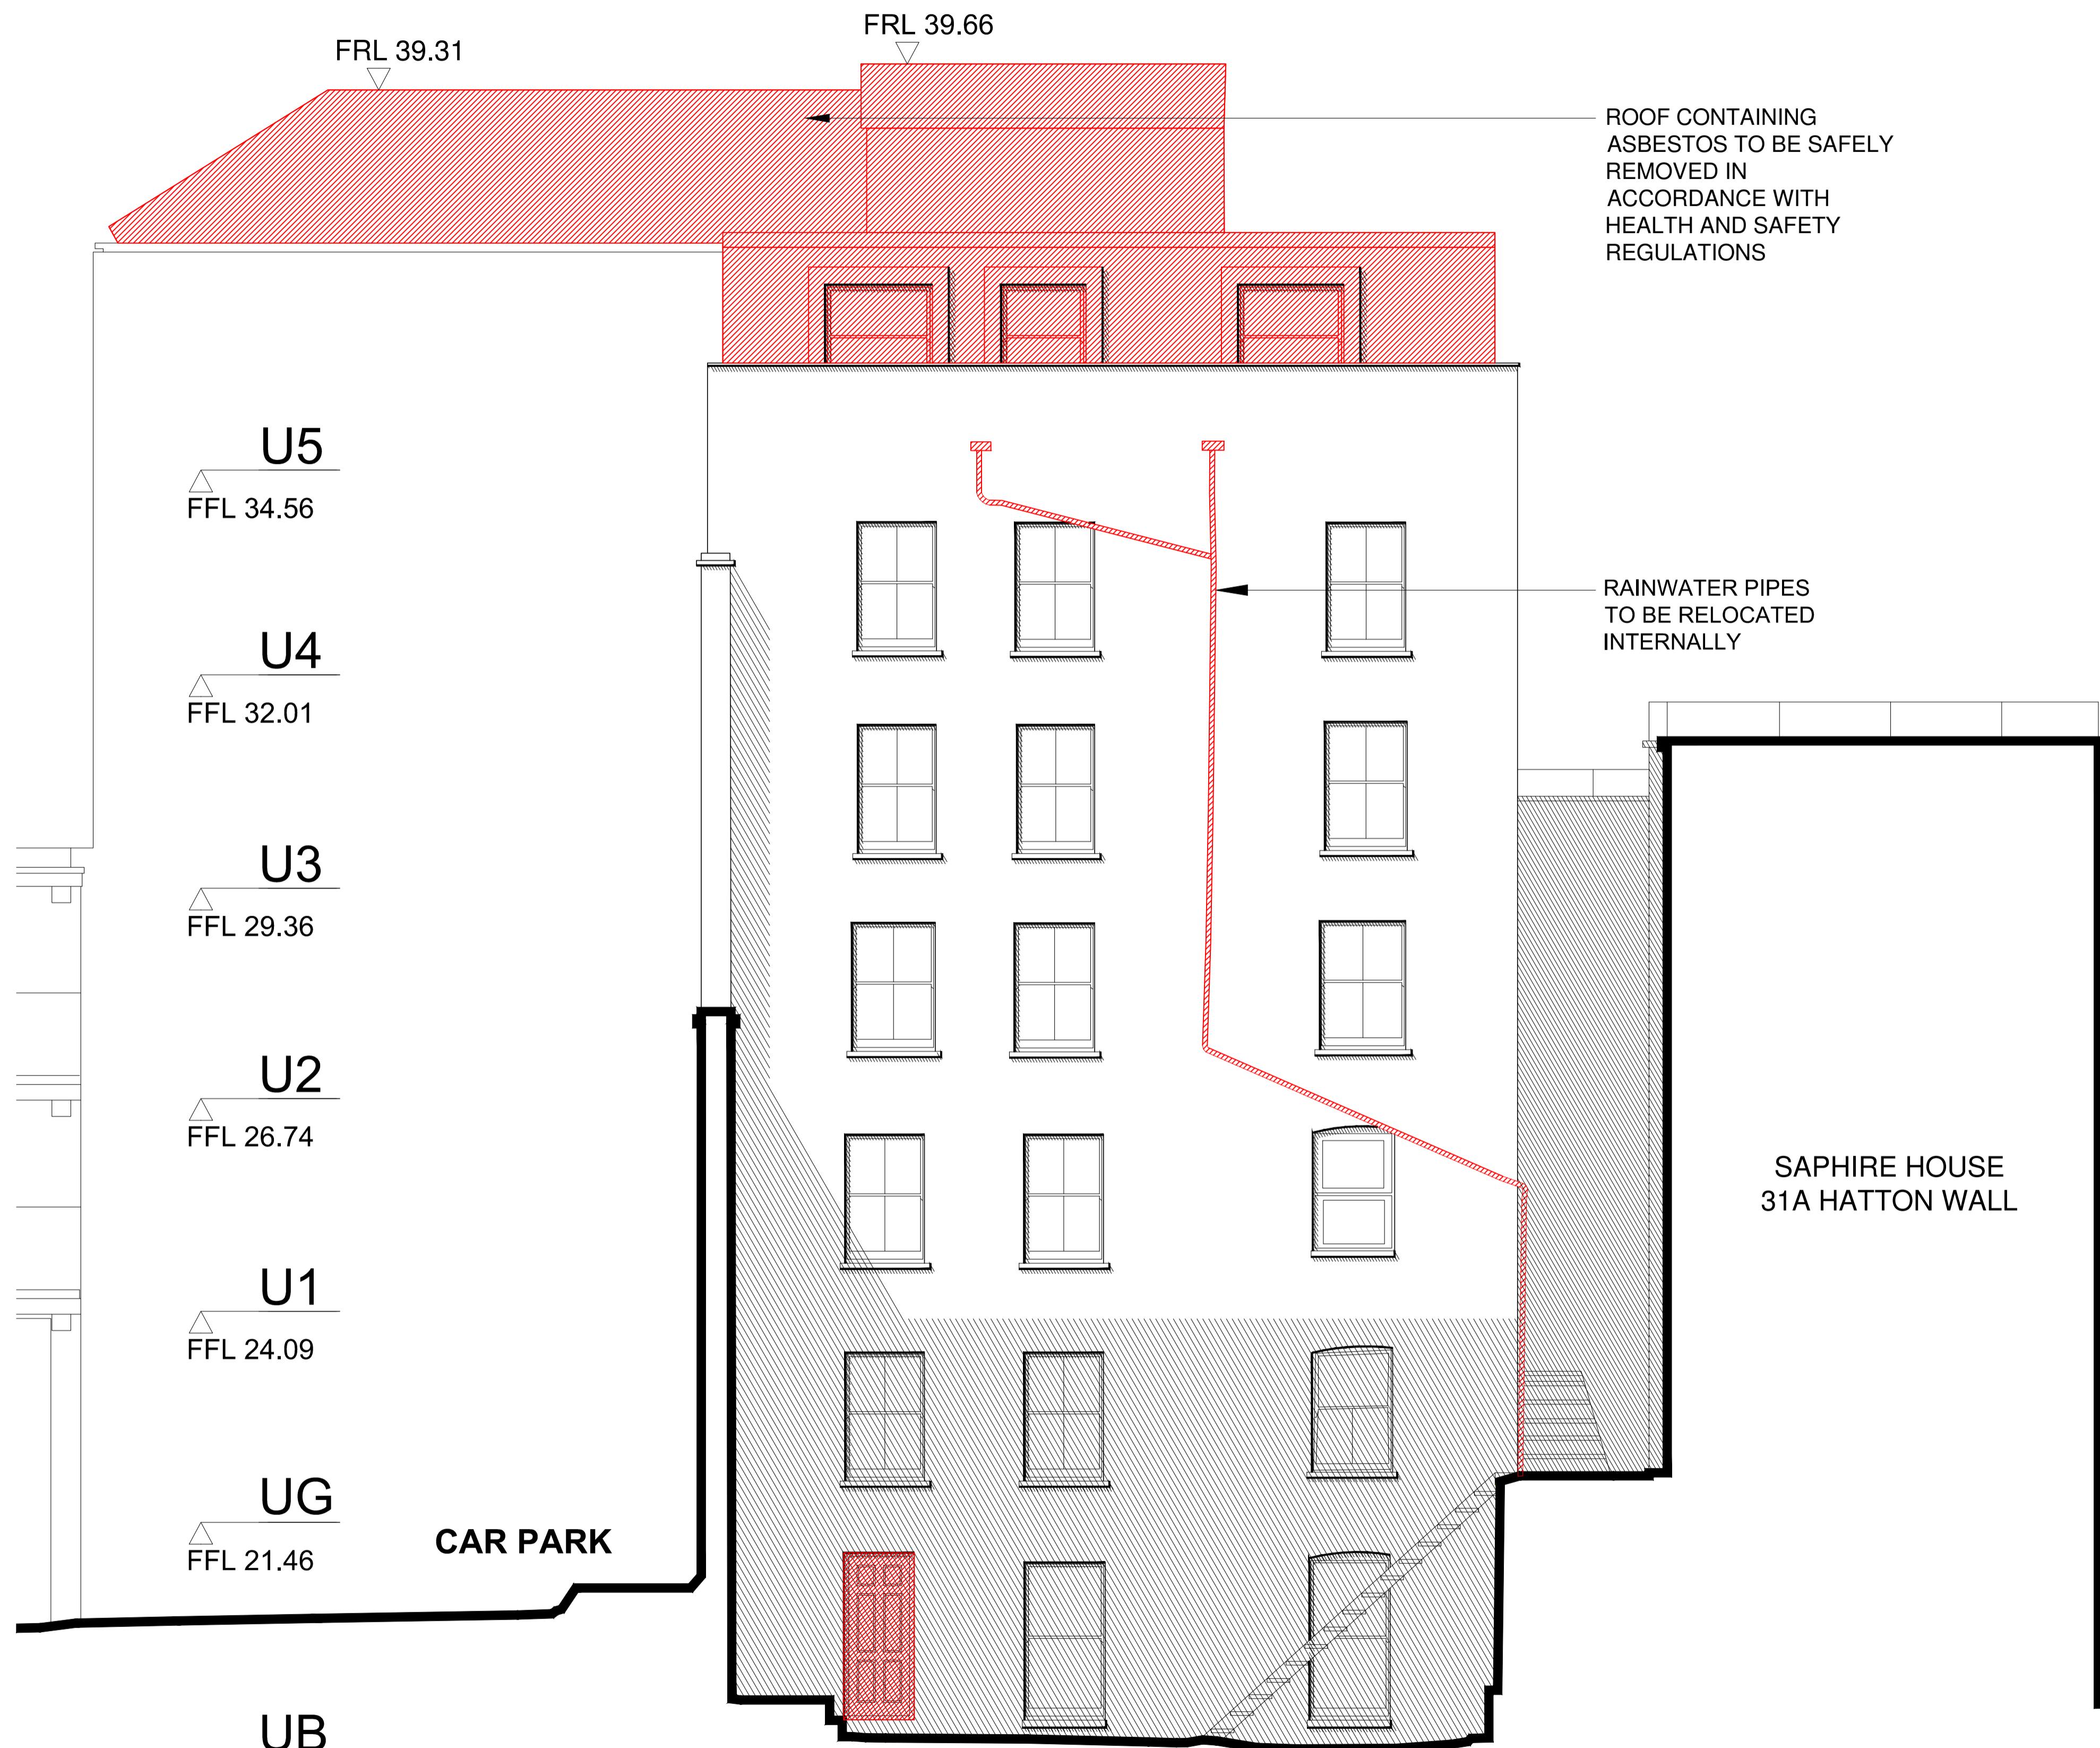 FRL 39.66
FRL 39.31
ROOF CONTAINING
ASBESTOS TO BE SAFELY
REMOVED IN
ACCORDANCE WITH
HEALTH AND SAFETY
REGULATIONS
U5
FFL 34.56
RAINWATER PIPES
TO BE RELOCATED
INTERNALLY
U4
FFL 32.01
U3
FFL 29.36
U2
FFL 26.74
SAPHIRE HOUSE
31A HATTON WALL
U1
FFL 24.09
UG
FFL 21.46
CAR PARK
UB